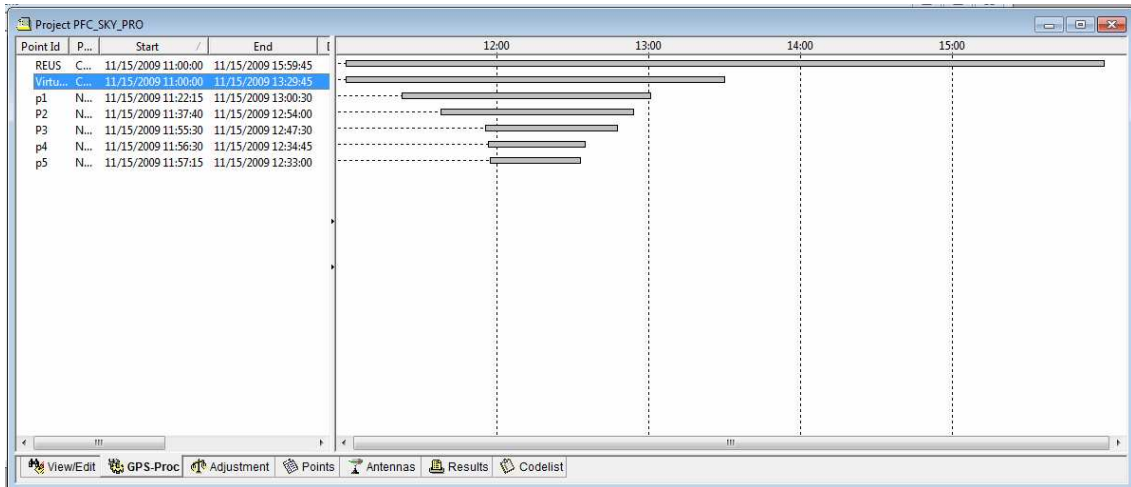 Project PFC_SKY_PRO
Point Id P... Start End
12:00 13:00 14:00 15:00
REUS C... 11/15/2009 11:00:00 11/15/2009 15:59:45
Virtu... C... 11/15/2009 11:00:00 11/15/2009 13:29:45
p1 N... 11/15/2009 11:22:15 11/15/2009 13:00:30
P2 N... 11/15/2009 11:37:40 11/15/2009 12:54:00
P3 N... 11/15/2009 11:55:30 11/15/2009 12:47:30
p4 N... 11/15/2009 11:56:30 11/15/2009 12:34:45
p5 N... 11/15/2009 11:57:15 11/15/2009 12:33:00
View/Edit GPS-Proc Adjustment Points Antennas Results Codelist